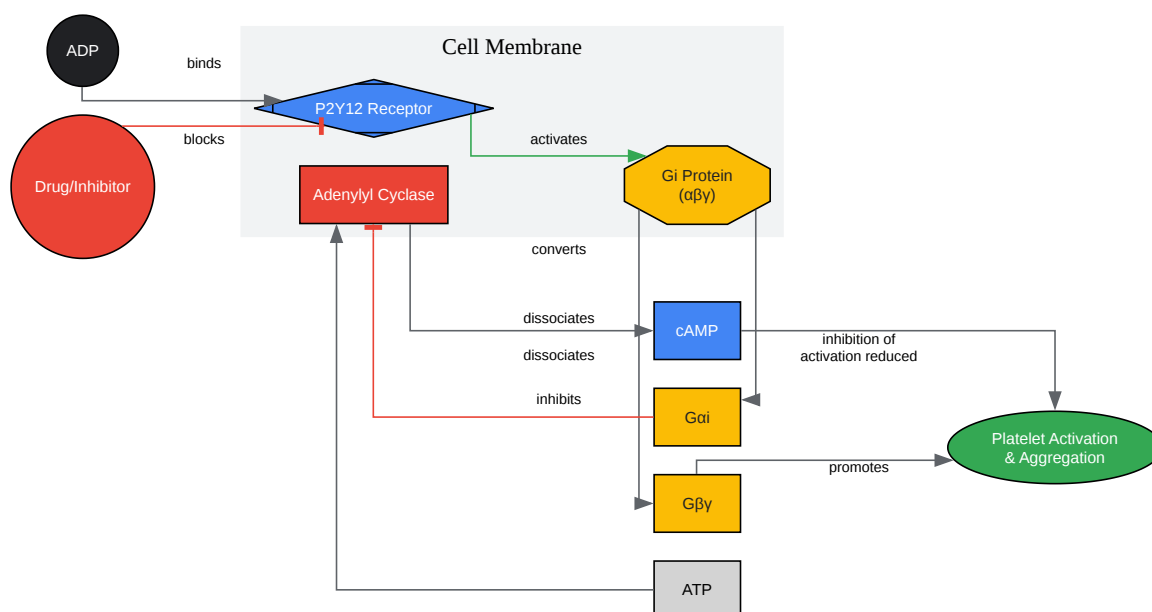 Cell Membrane
ADP
binds
P2Y12 Receptor
blocks
activates
Drug/Inhibitor
Adenylyl Cyclase
Gi Protein
(αβγ)
converts
dissociates
cAMP
inhibition of
activation reduced
dissociates
inhibits
Gαi
Platelet Activation
& Aggregation
promotes
Gβγ
ATP